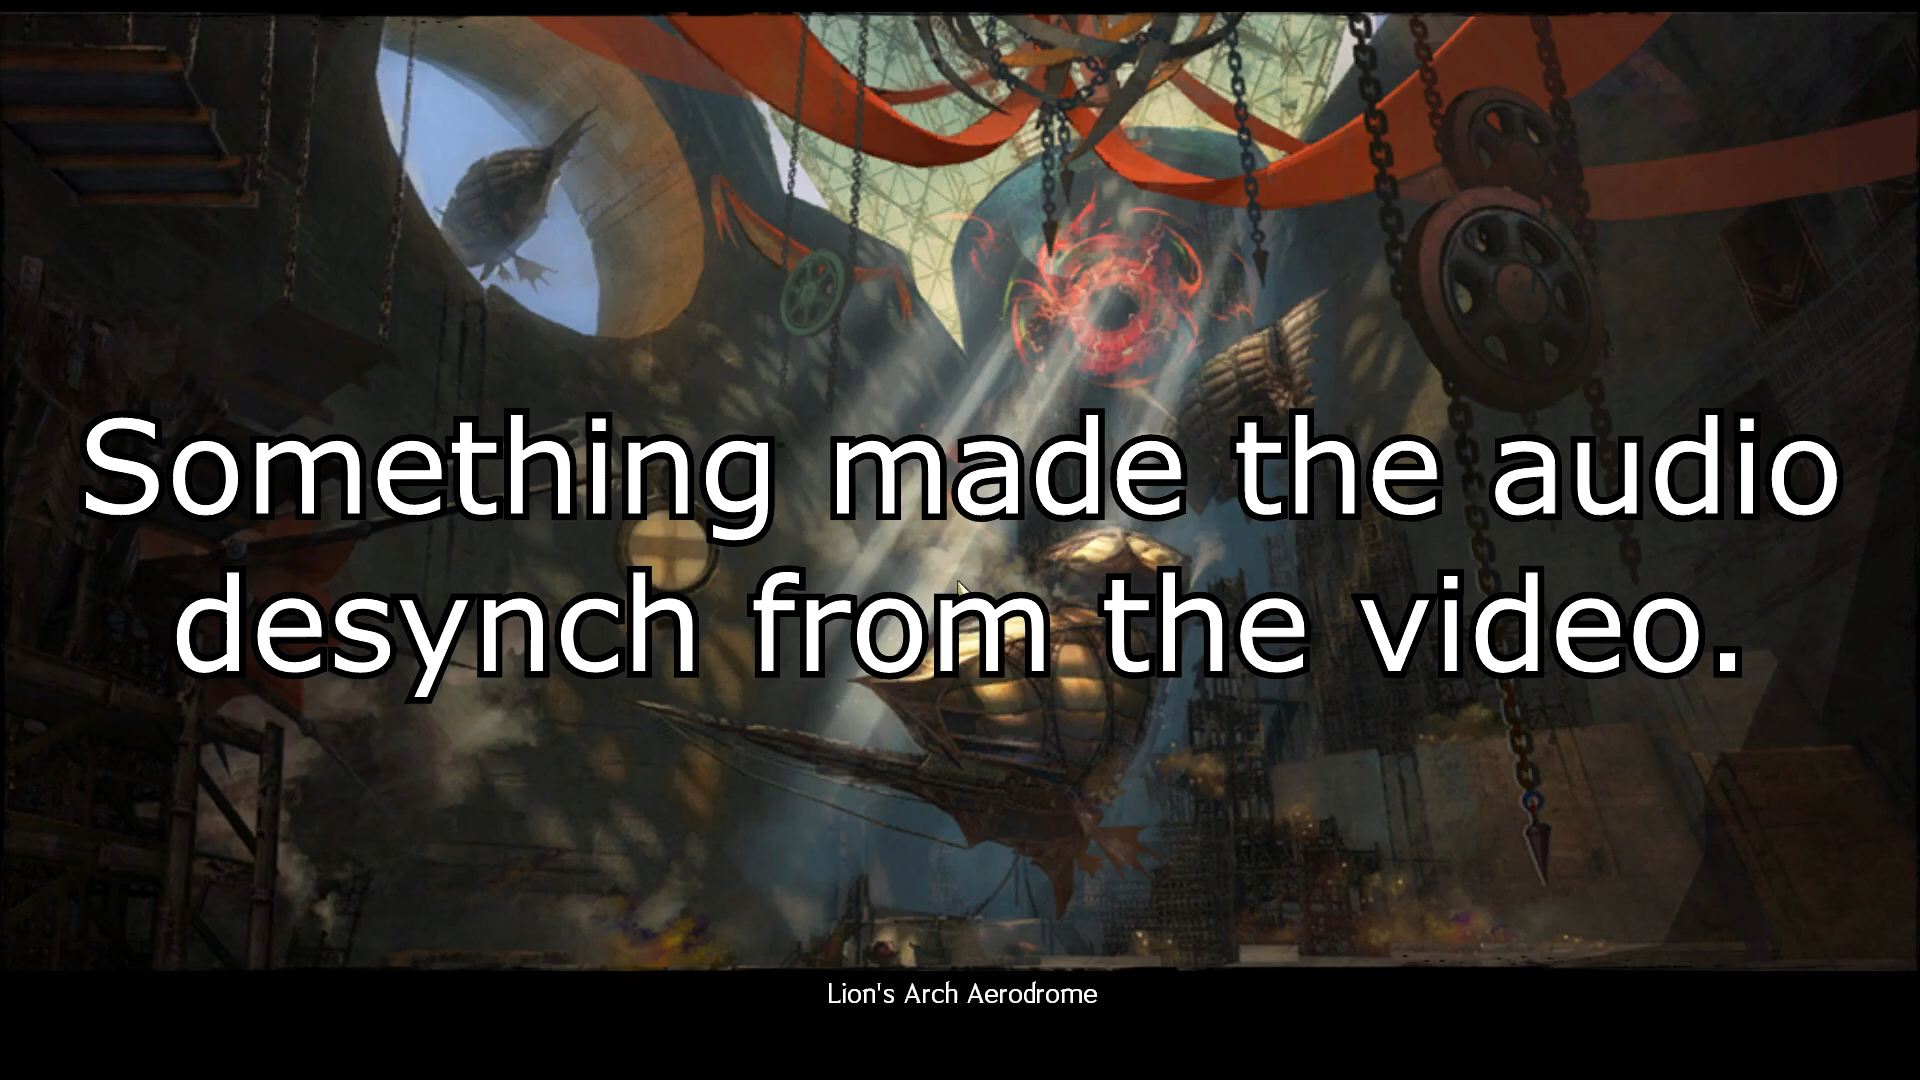 Something made the audio
desynch from the video.
Lion's Arch Aerodrome